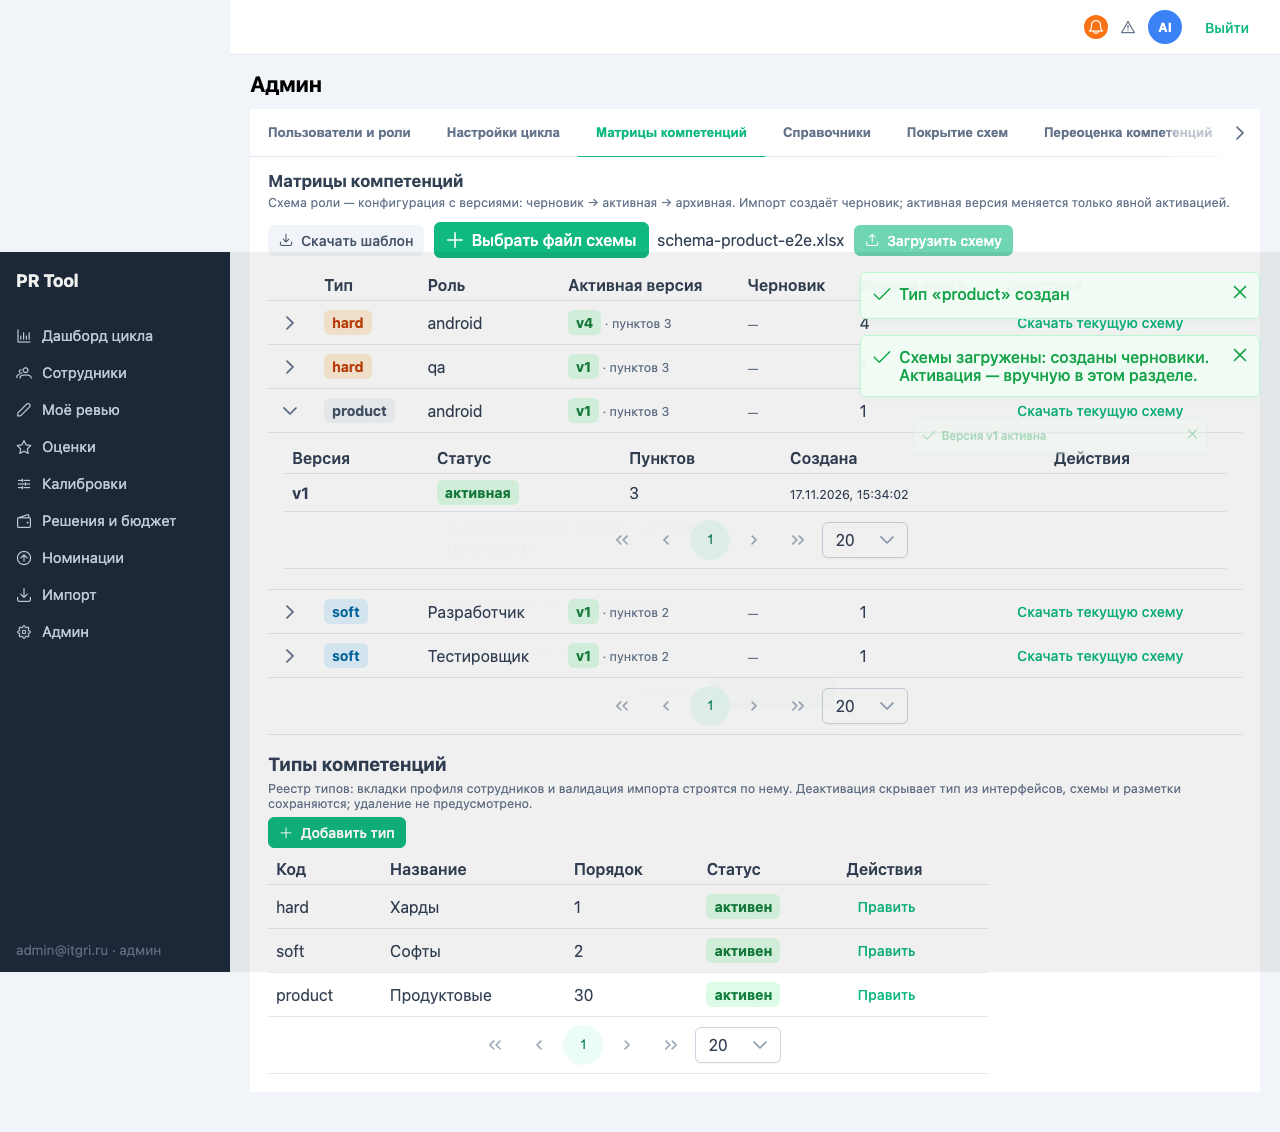 AI
Выйти
Админ
Пользователи и роли
Настройки цикла
Матрицы компетенций
Справочники
Покрытие схем
Переоценка компетенций
Матрицы компетенций
Схема роли — конфигурация с версиями: черновик → активная → архивная. Импорт создаёт черновик; активная версия меняется только явной активацией.
Скачать шаблон
Выбрать файл схемы
schema-product-e2e.xlsx
Загрузить схему
PR Tool
Дашборд цикла
Сотрудники
Моё ревью
Оценки
Калибровки
Решения и бюджет
Номинации
Импорт
Админ
admin@itgri.ru · админ
Тип
Роль
Активная версия
Черновик
Тип «product» создан
hard
android
v4 · пунктов 3
—
4
Скачать текущую схему
hard
qa
v1 · пунктов 3
—
Схемы загружены: созданы черновики.
Активация — вручную в этом разделе.
product
android
v1 · пунктов 3
—
1
Скачать текущую схему
Версия v1 активна
Версия
Статус
Пунктов
Создана
Действия
v1
активная
3
17.11.2026, 15:34:02
1
20
soft
Разработчик
v1 · пунктов 2
—
1
Скачать текущую схему
soft
Тестировщик
v1 · пунктов 2
—
1
Скачать текущую схему
1
20
Типы компетенций
Реестр типов: вкладки профиля сотрудников и валидация импорта строятся по нему. Деактивация скрывает тип из интерфейсов, схемы и разметки
сохраняются; удаление не предусмотрено.
Добавить тип
Код
Название
Порядок
Статус
Действия
hard
Харды
1
активен
Править
soft
Софты
2
активен
Править
product
Продуктовые
30
активен
Править
1
20